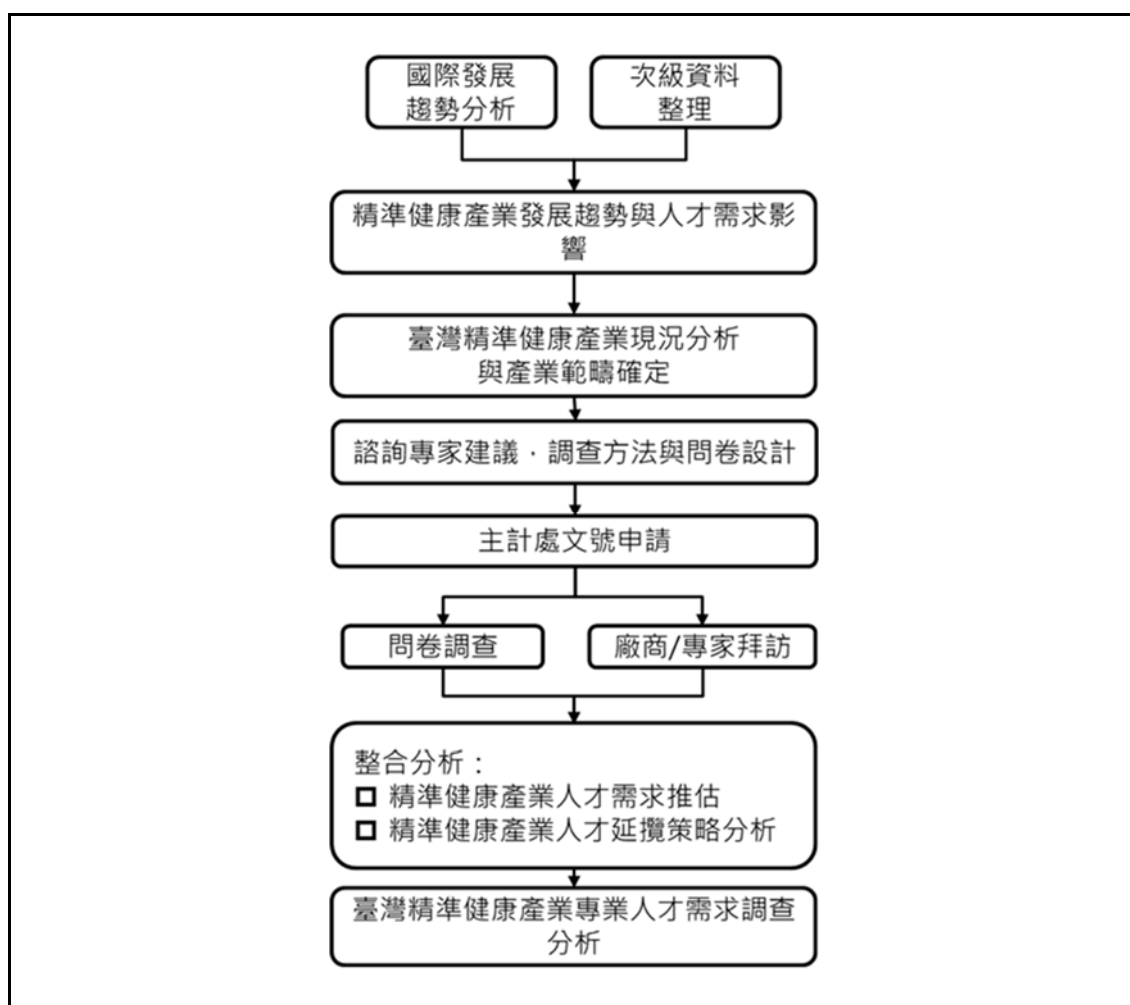 國際發展
趨勢分析
次級資料
整理
精準健康產業發展趨勢與人才需求影
響
臺灣精準健康產業現況分析
與產業範疇確定
諮詢專家建議．調查方法與問卷設計
主計處文號申請
問卷調查
廠商/專家拜訪
整合分析：
精準健康產業人才需求推估
精準健康產業人才延攬策略分析
臺灣精準健康產業專業人才需求調查
分析